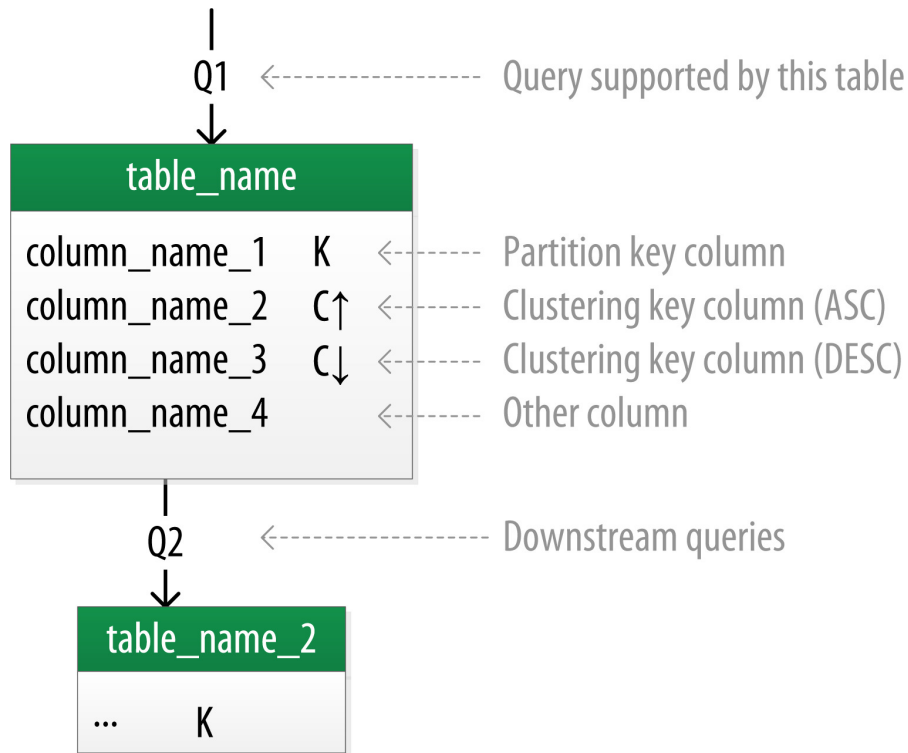 Q1 Query supported by this table
table_name
column_name_1 K Partition key column
column_name_2 C↑ Clustering key column (ASC)
column_name_3 C↓ Clustering key column (DESC)
column_name_4 Other column
Q2 Downstream queries
table_name_2
... K